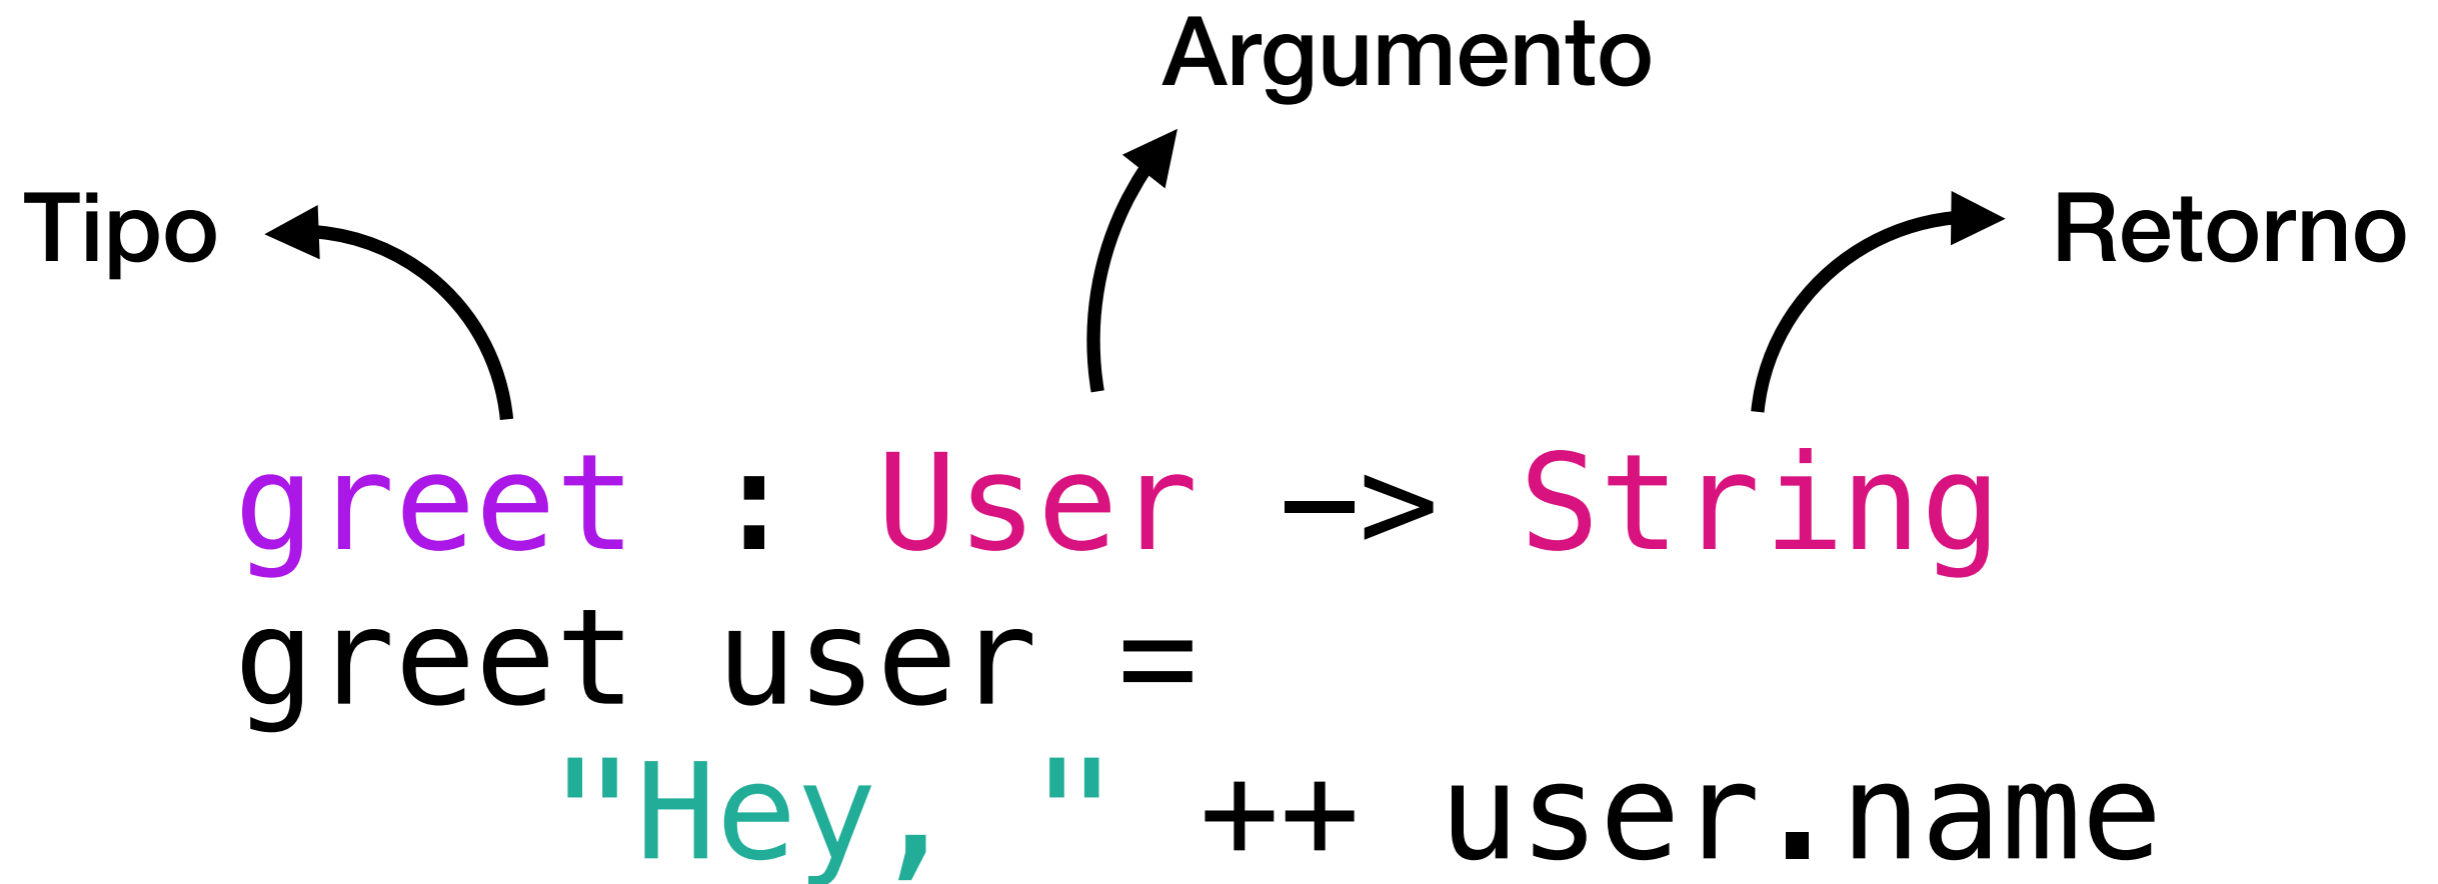 Argumento
Tipo
Retorno
greet : User -> String
greet user =
"Hey, " ++ user.name